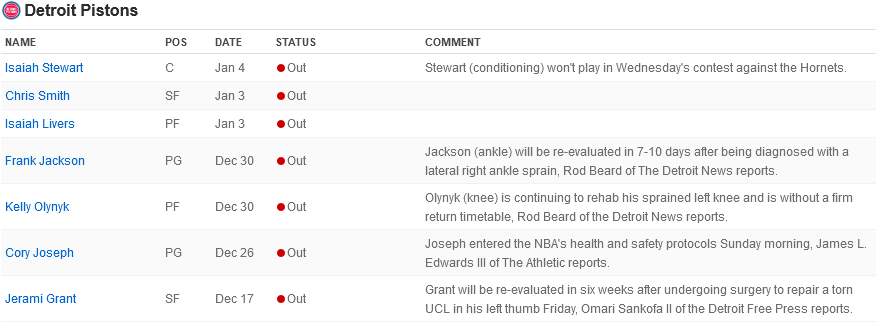 Detroit Pistons
NAME POS DATE STATUS COMMENT
Isaiah Stewart C Jan 4 Out Stewart (conditioning) won't play in Wednesday's contest against the Hornets.
Chris Smith SF Jan 3 Out
Isaiah Livers PF Jan 3 Out
Frank Jackson PG Dec 30 Out Jackson (ankle) will be re-evaluated in 7-10 days after being diagnosed with a
lateral right ankle sprain, Rod Beard of The Detroit News reports.
Kelly Olynyk PF Dec 30 Out Olynyk (knee) is continuing to rehab his sprained left knee and is without a firm
return timetable, Rod Beard of the Detroit News reports.
Cory Joseph PG Dec 26 Out Joseph entered the NBA's health and safety protocols Sunday morning, James L.
Edwards III of The Athletic reports.
Jerami Grant SF Dec 17 Out Grant will be re-evaluated in six weeks after undergoing surgery to repair a torn
UCL in his left thumb Friday, Omari Sankofa II of the Detroit Free Press reports.